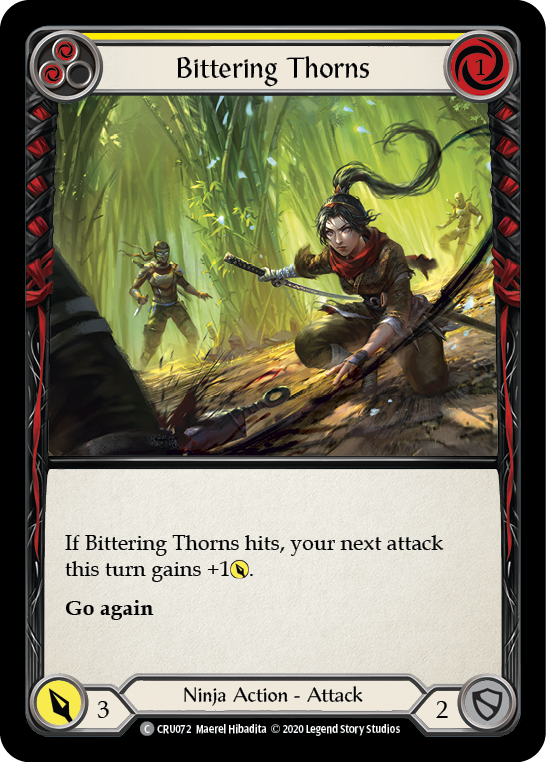 Bittering Thorns
1
If Bittering Thorns hits, your next attack
this turn gains +1.
Go again
3
Ninja Action - Attack
2
C CRU072 Maerel Hibadita © 2020 Legend Story Studios